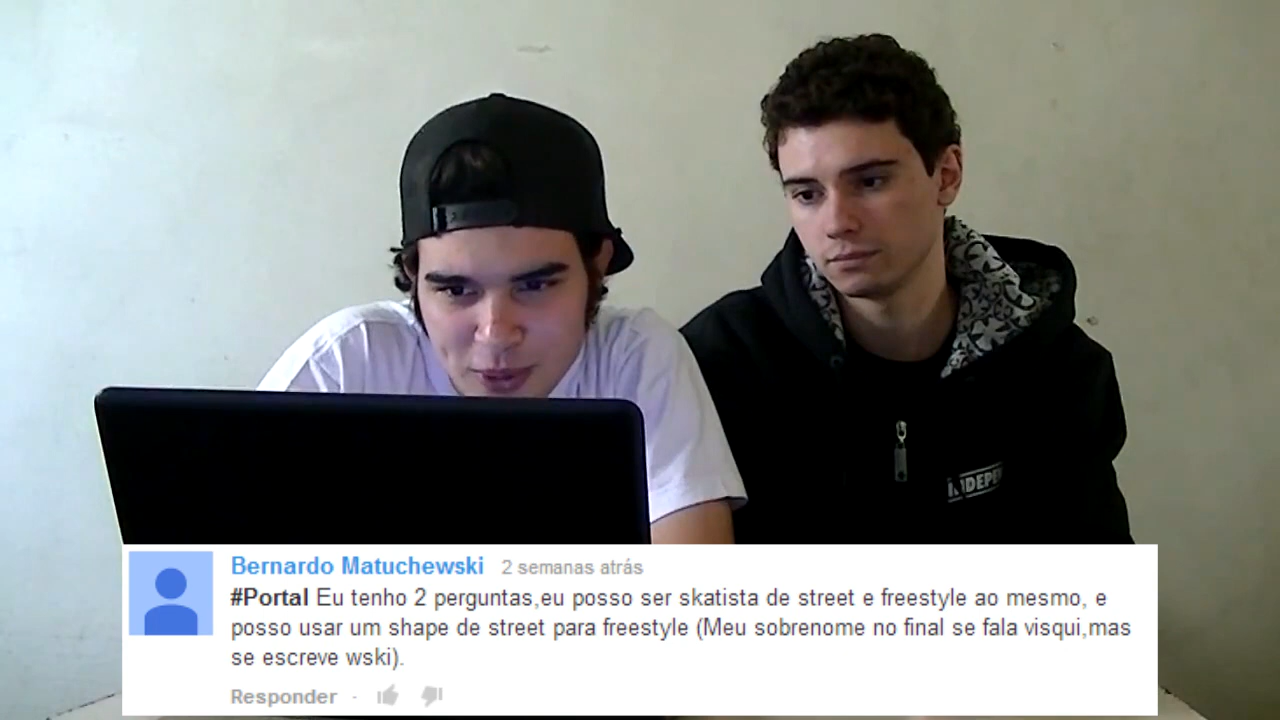 INDEPE
Bernardo Matuchewski 2 semanas atrás
#Portal Eu tenho 2 perguntas,eu posso ser skatista de street e freestyle ao mesmo, e
posso usar um shape de street para freestyle (Meu sobrenome no final se fala visqui,mas
se escreve wski).
Responder ·